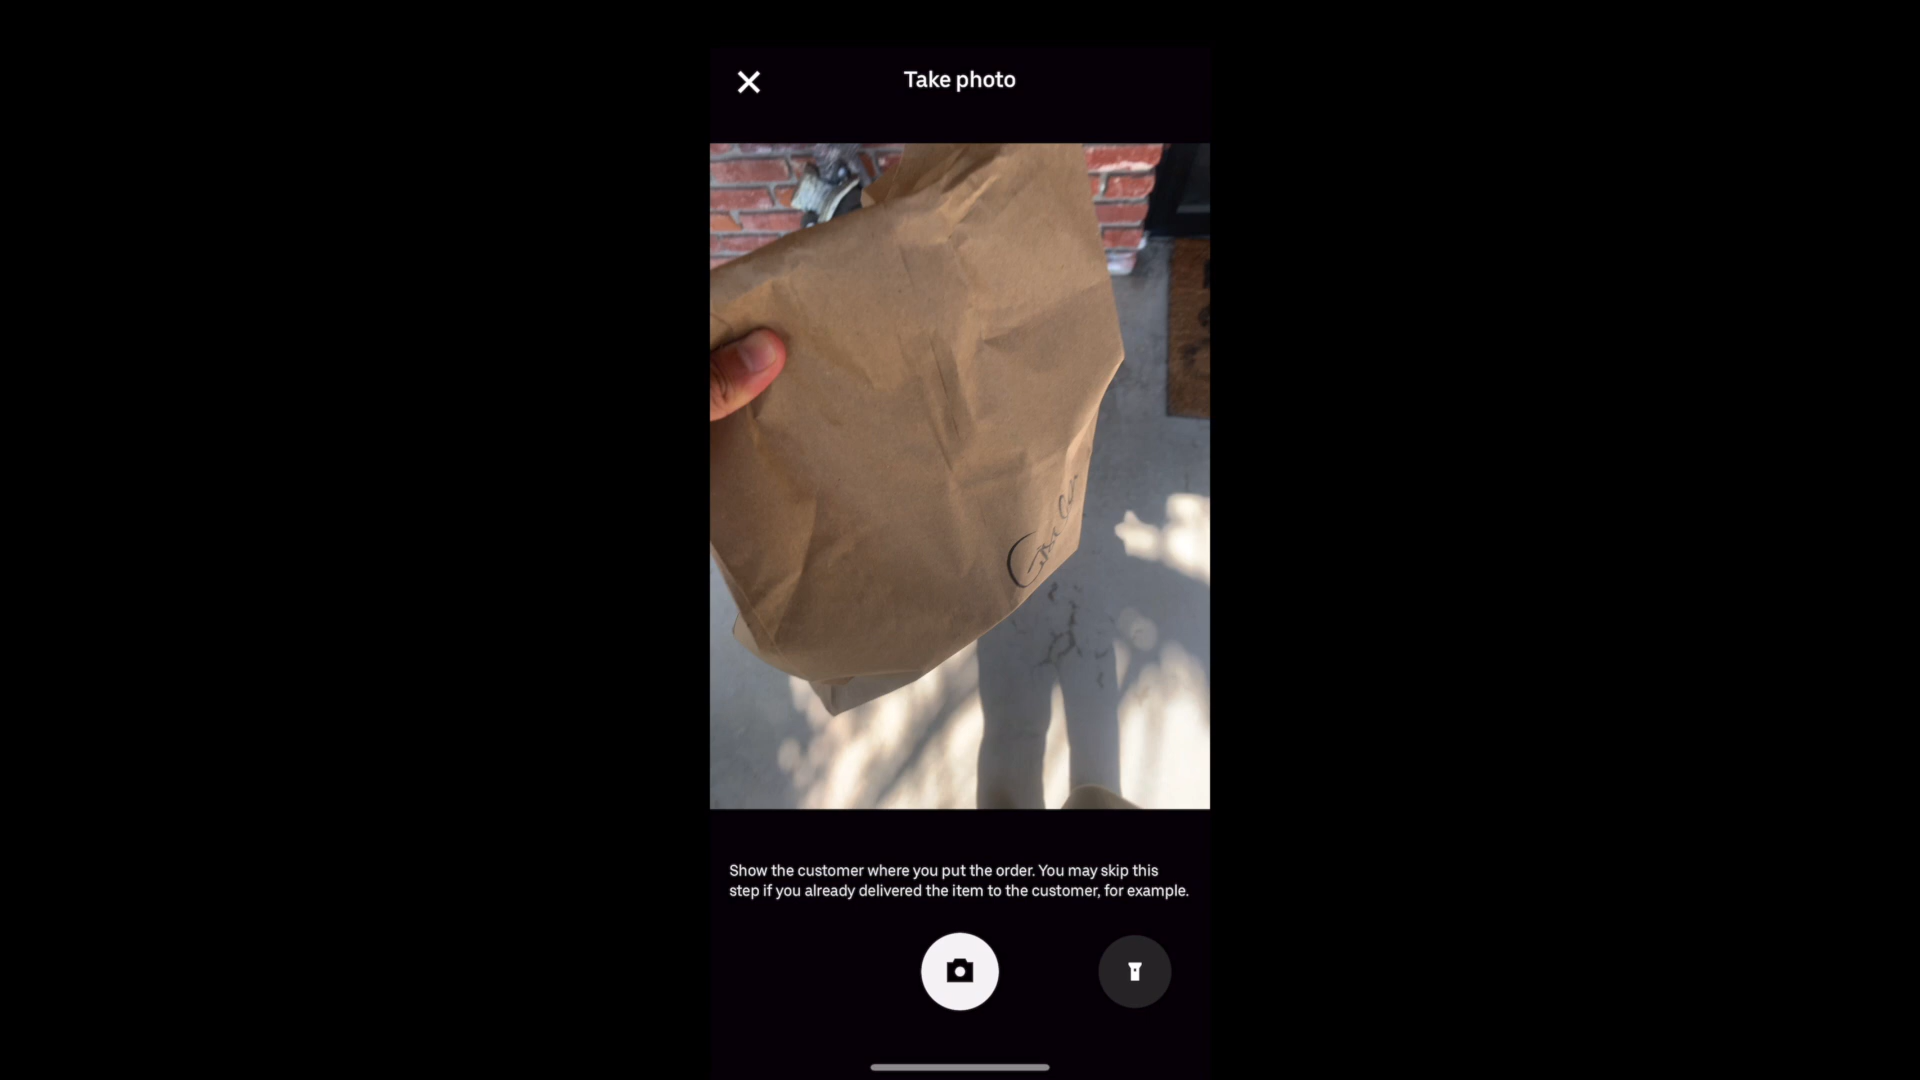 Take photo
Show the customer where you put the order. You may skip this
step if you already delivered the item to the customer, for example.